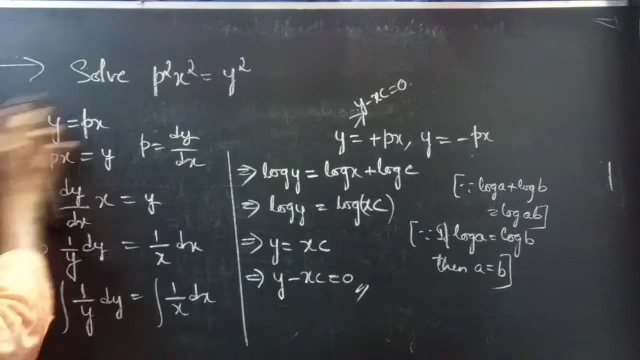 → Solve p²x² = y²
y - xc = 0.
y = +px, y = -px
y = px
px = y p = dy/dx
dy/dx x = y
1/y dy = 1/x dx
∫ 1/y dy = ∫ 1/x dx
⇒ log y = log x + log c
⇒ log y = log(xc)
⇒ y = xc
⇒ y - xc = 0 //
[∵ log a + log b
= log ab]
[∵ If log a = log b
then a = b]